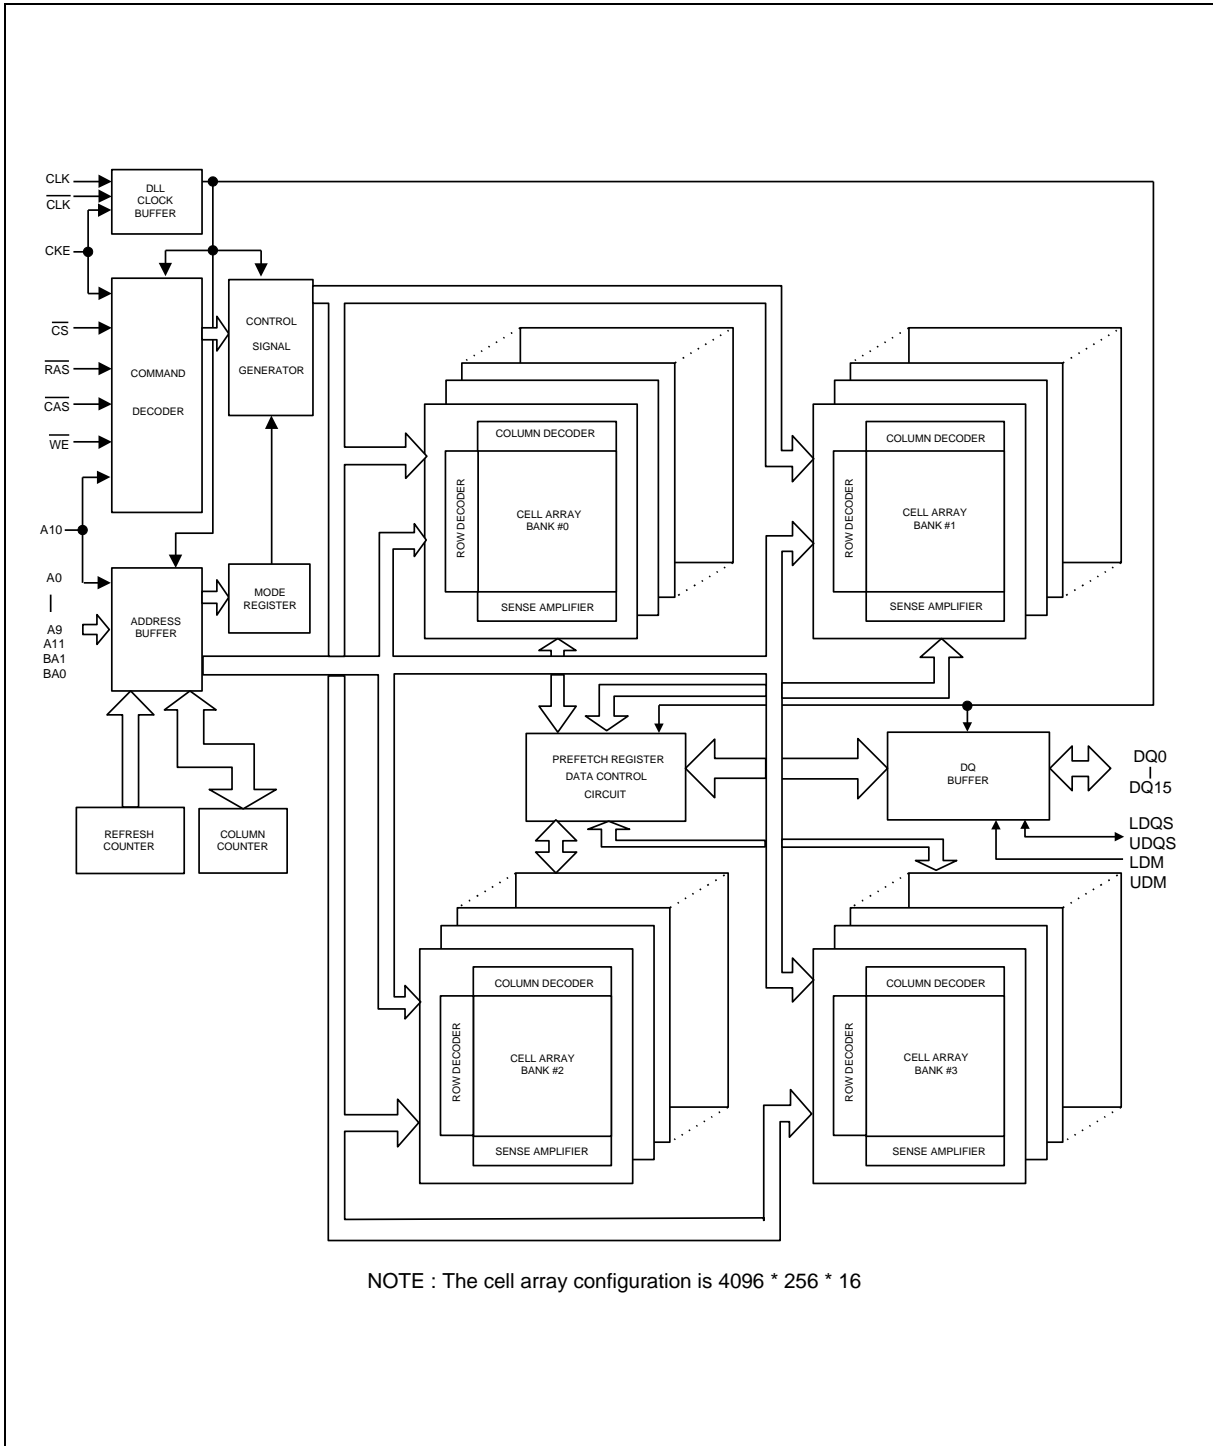 CLK
DLL
CLOCK
BUFFER
CLK
CKE
CS
RAS
CAS
WE
COMMAND
DECODER
CONTROL
SIGNAL
GENERATOR
A10
A0
A9
A11
BA1
BA0
ADDRESS
BUFFER
MODE
REGISTER
REFRESH
COUNTER
COLUMN
COUNTER
COLUMN DECODER
ROW DECODER
CELL ARRAY
BANK #0
SENSE AMPLIFIER
COLUMN DECODER
ROW DECODER
CELL ARRAY
BANK #1
SENSE AMPLIFIER
PREFETCH REGISTER
DATA CONTROL
CIRCUIT
DQ
BUFFER
DQ0
DQ15
LDQS
UDQS
LDM
UDM
COLUMN DECODER
ROW DECODER
CELL ARRAY
BANK #2
SENSE AMPLIFIER
COLUMN DECODER
ROW DECODER
CELL ARRAY
BANK #3
SENSE AMPLIFIER
NOTE : The cell array configuration is 4096 * 256 * 16